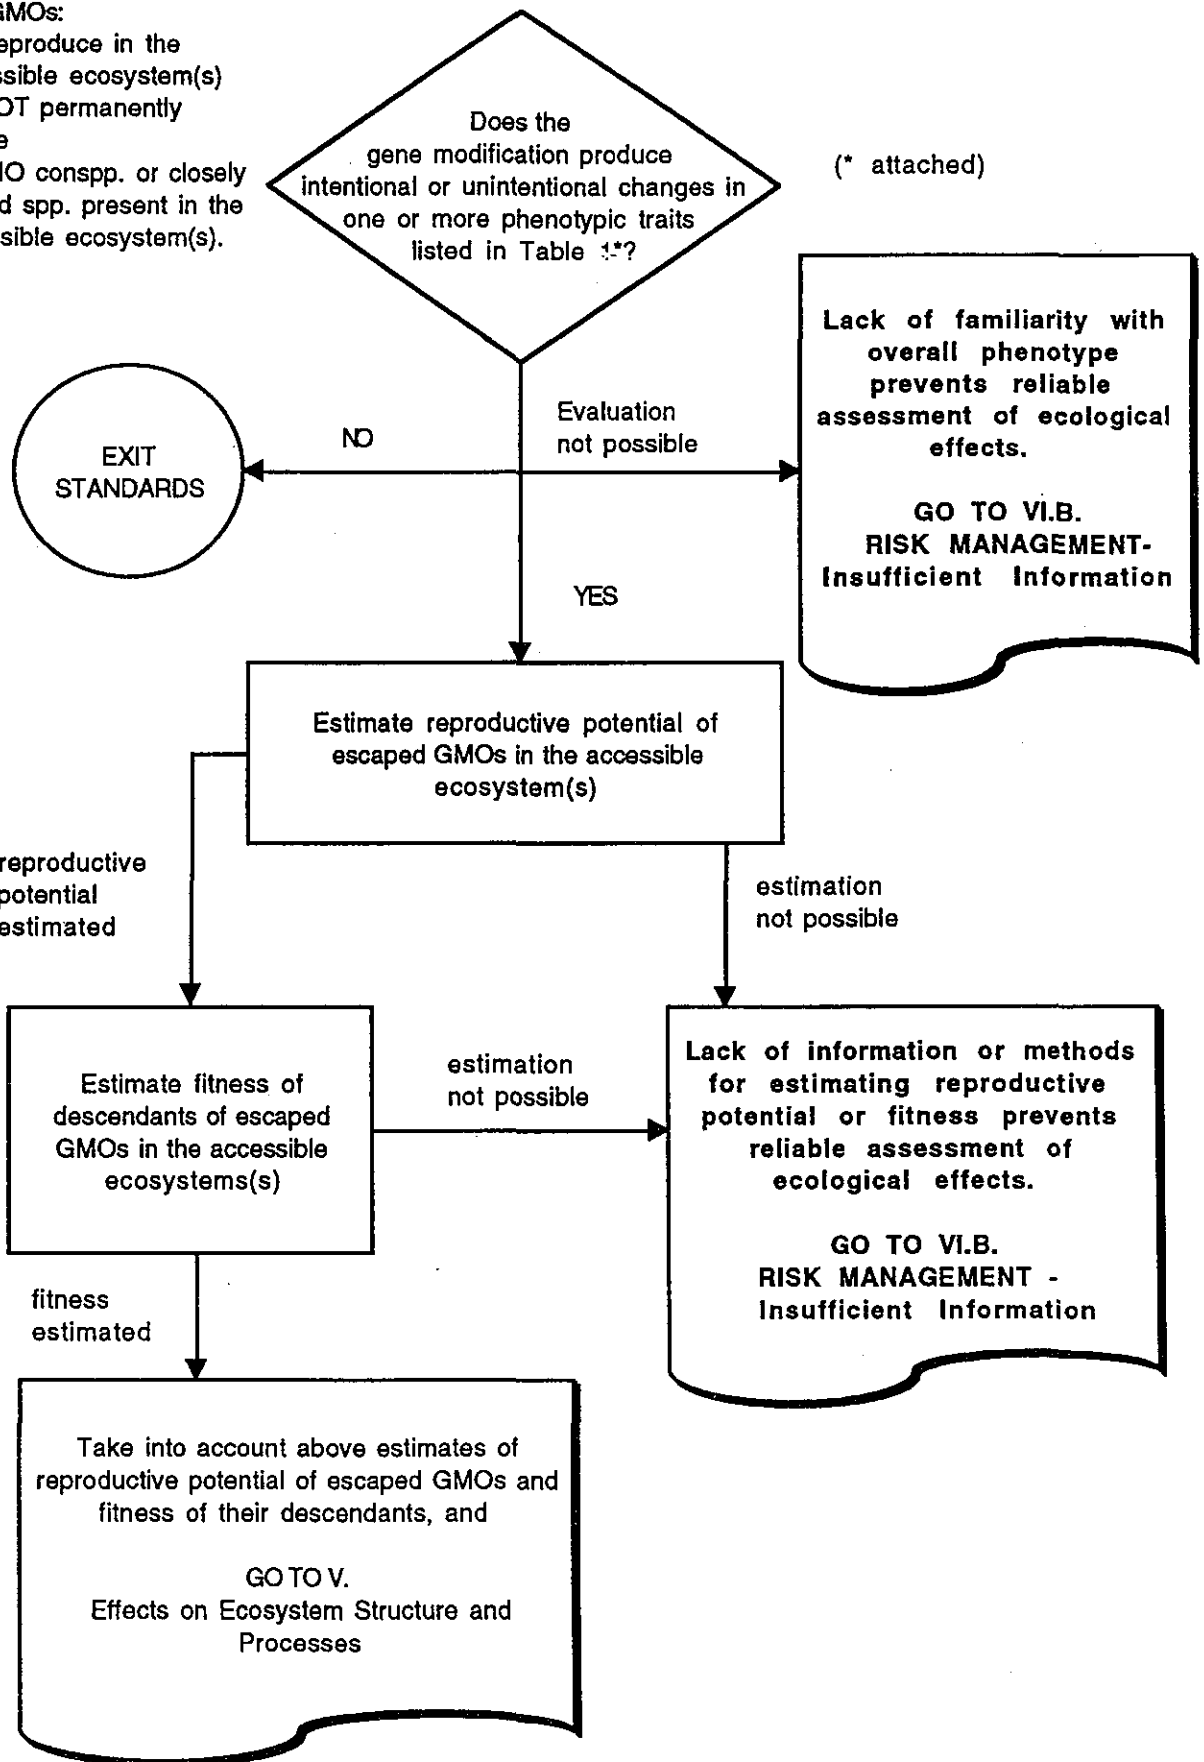 GMOs:
eproduce in the
ssible ecosystem(s)
OT permanently
e
NO conspp. or closely
d spp. present in the
sible ecosystem(s).
Does the
gene modification produce
intentional or unintentional changes in
one or more phenotypic traits
listed in Table
(* attached)
Lack of familiarity with
overall phenotype
prevents reliable
assessment of ecological
effects.
GO TO VI.B.
RISK MANAGEMENT-
Insufficient Information
EXIT
STANDARDS
NO
Evaluation
not possible
YES
Estimate reproductive potential of
escaped GMOs in the accessible
ecosystem(s)
reproductive
potential
estimated
estimation
not possible
Estimate fitness of
descendants of escaped
GMOs in the accessible
ecosystems(s)
estimation
not possible
Lack of information or methods
for estimating reproductive
potential or fitness prevents
reliable assessment of
ecological effects.
GO TO VI.B.
RISK MANAGEMENT -
Insufficient Information
fitness
estimated
Take into account above estimates of
reproductive potential of escaped GMOs and
fitness of their descendants, and
GO TO V.
Effects on Ecosystem Structure and
Processes